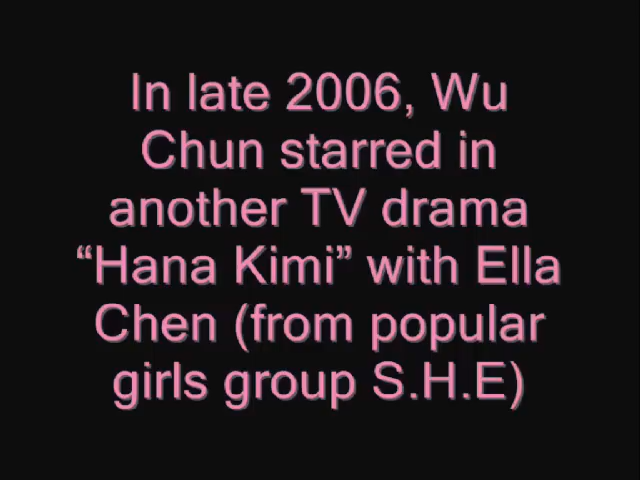 In late 2006, Wu
Chun starred in
another TV drama
“Hana Kimi” with Ella
Chen (from popular
girls group S.H.E)